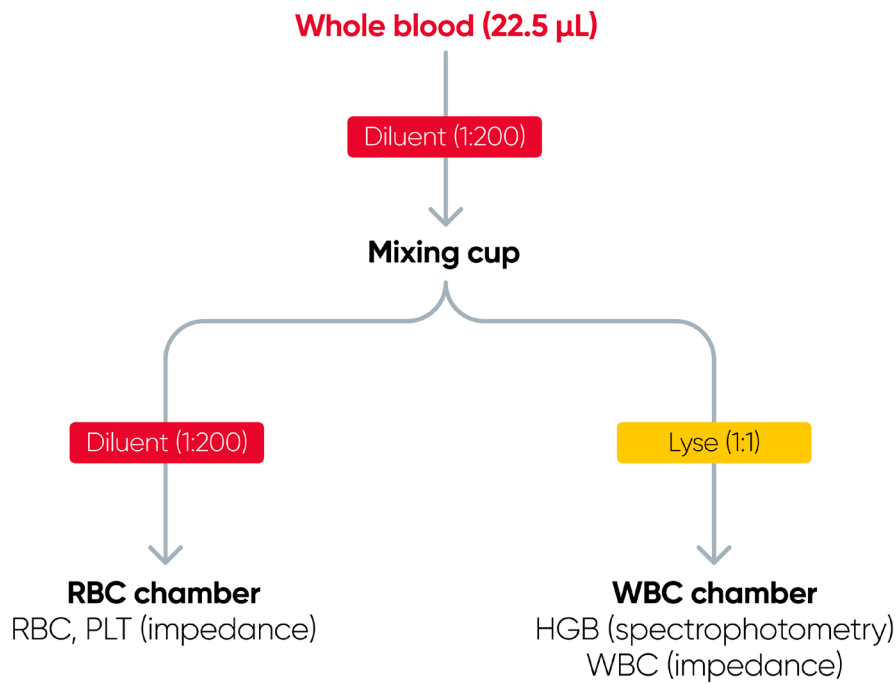 Whole blood (22.5 μL)
Diluent (1:200)
Mixing cup
Diluent (1:200)
Lyse (1:1)
RBC chamber
RBC, PLT (impedance)
WBC chamber
HGB (spectrophotometry)
WBC (impedance)